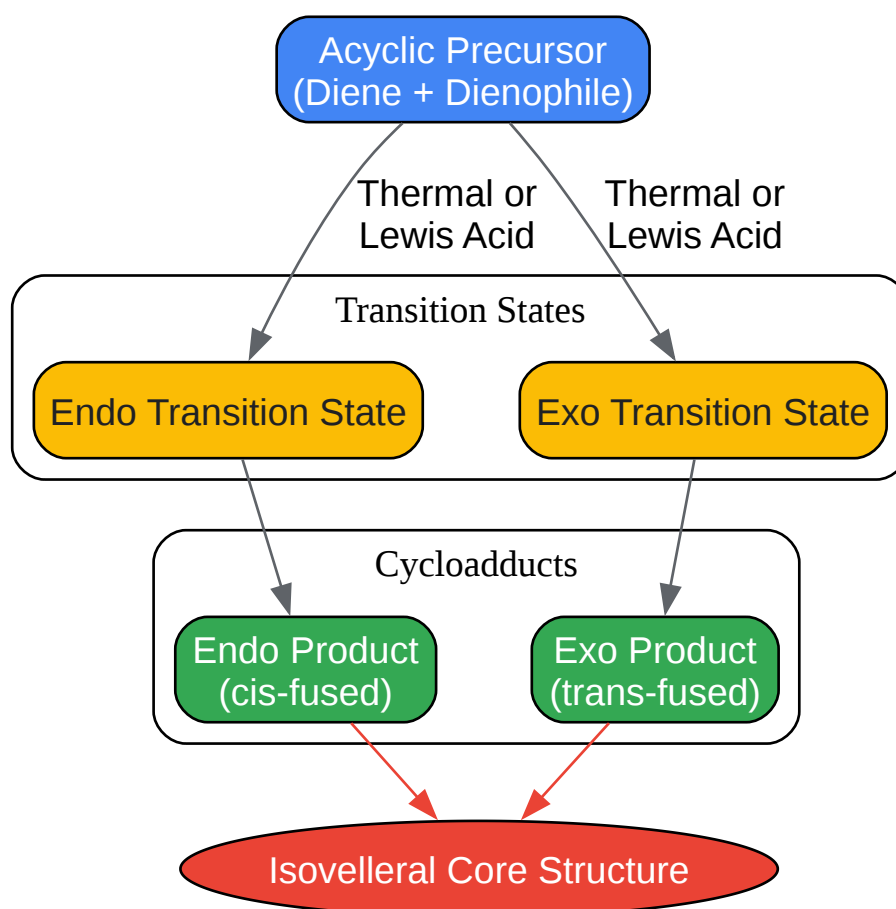 Acyclic Precursor
(Diene + Dienophile)
Thermal or
Lewis Acid
Thermal or
Lewis Acid
Transition States
Endo Transition State
Exo Transition State
Cycloadducts
Endo Product
(cis-fused)
Exo Product
(trans-fused)
Isovelleral Core Structure